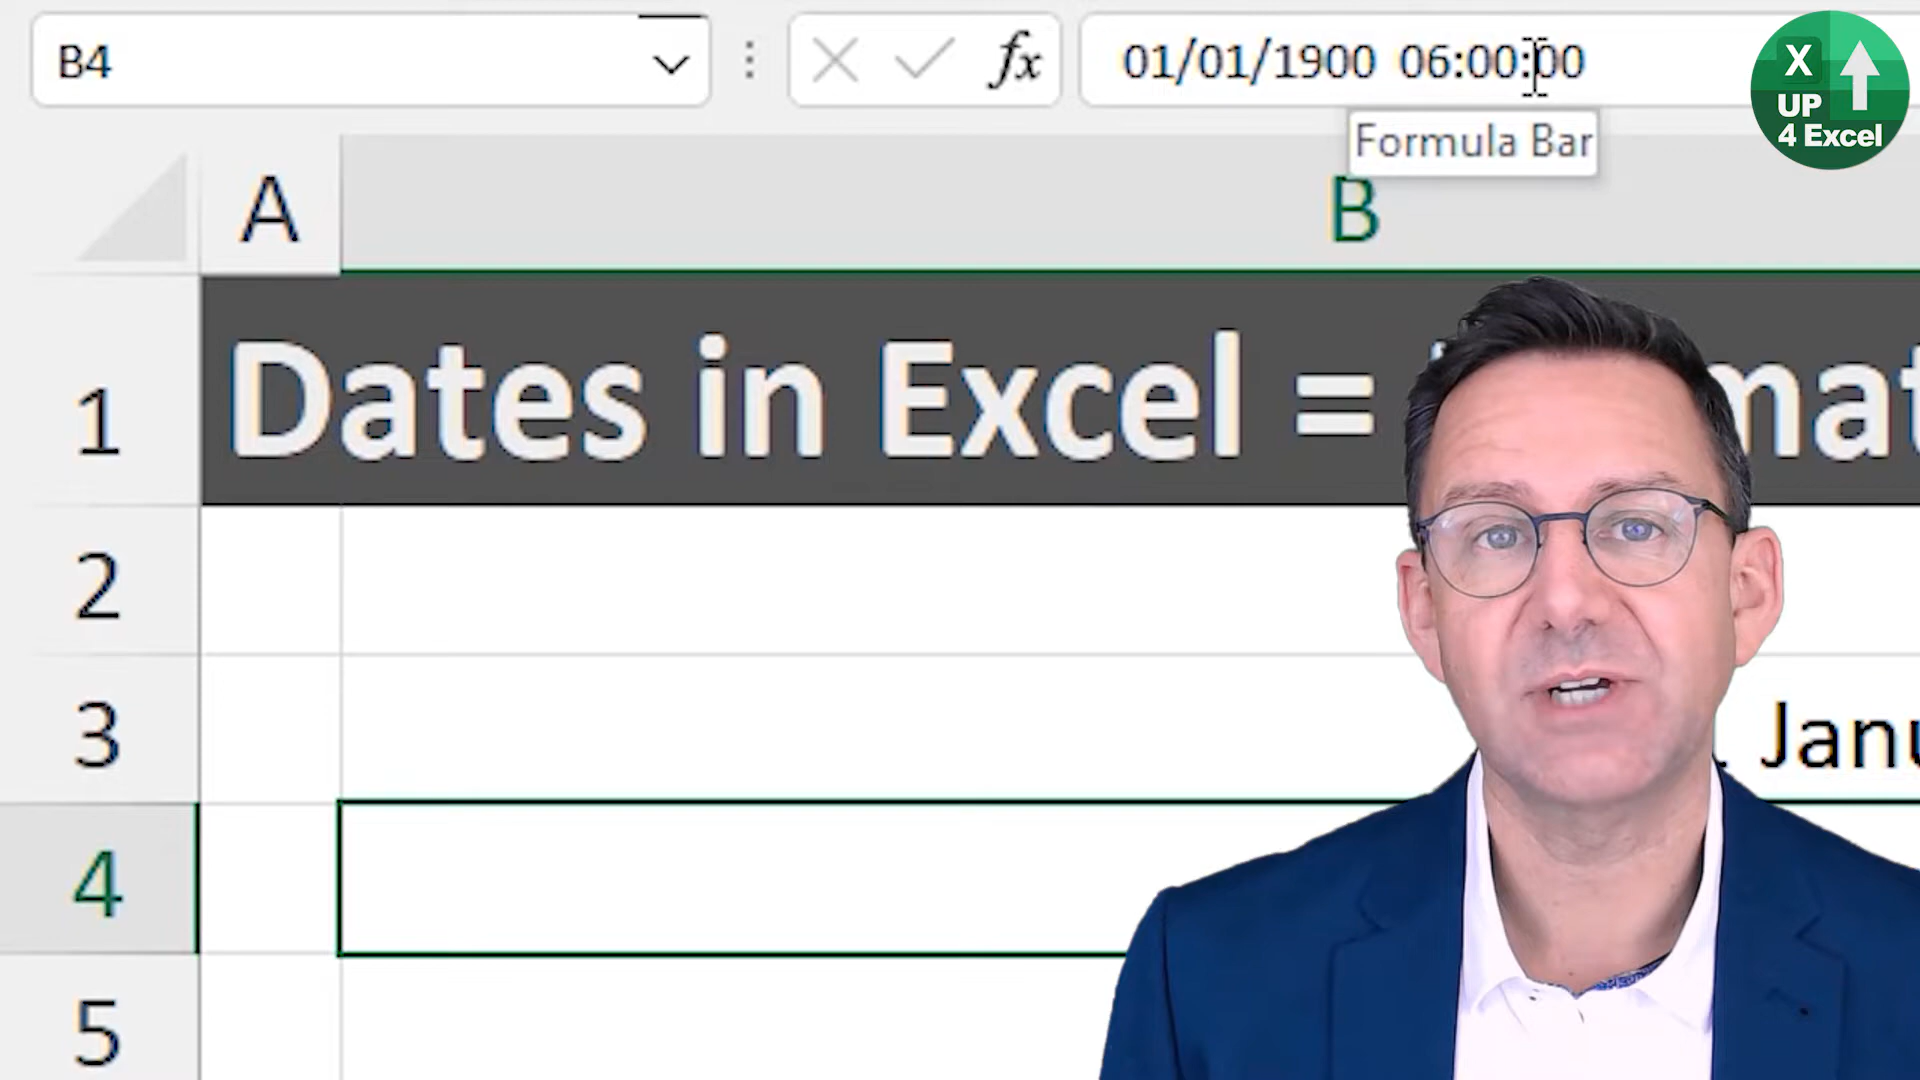 B4
fx
01/01/1900 06:00:00
X
UP
4 Excel
Formula Bar
A
B
1
Dates in Excel =
2
3
4
5